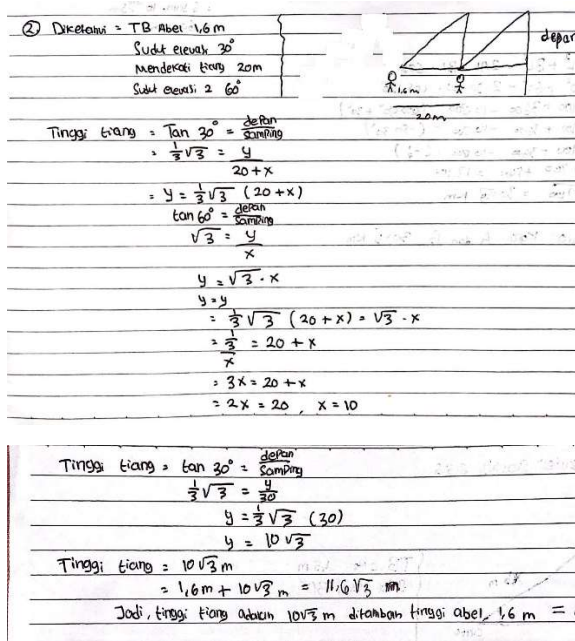 ② Diketahui = TB Abel 1,6 m
Sudut elevasi 30°
Mendekati tiang 20m
Sudut elevasi 2 60°
depan
1,6 m
20m
Tinggi tiang = Tan 30° = depan/samping
= 1/3√3 = y/(20+x)
= y = 1/3√3 (20+x)
tan 60° = depan/samping
√3 = y/x
y = √3 . x
y = y
= 1/3√3 (20+x) = √3 . x
= 1/3/x = 20+x
= 3x = 20+x
= 2x = 20, x = 10
Tinggi tiang = tan 30° = depan/samping
1/3√3 = y/30
y = 1/3√3 (30)
y = 10√3
Tinggi tiang = 10√3 m
= 1,6m + 10√3 m = 11,6√3 m
Jadi, tinggi tiang adalah 10√3 m ditambah tinggi abel, 1,6 m =